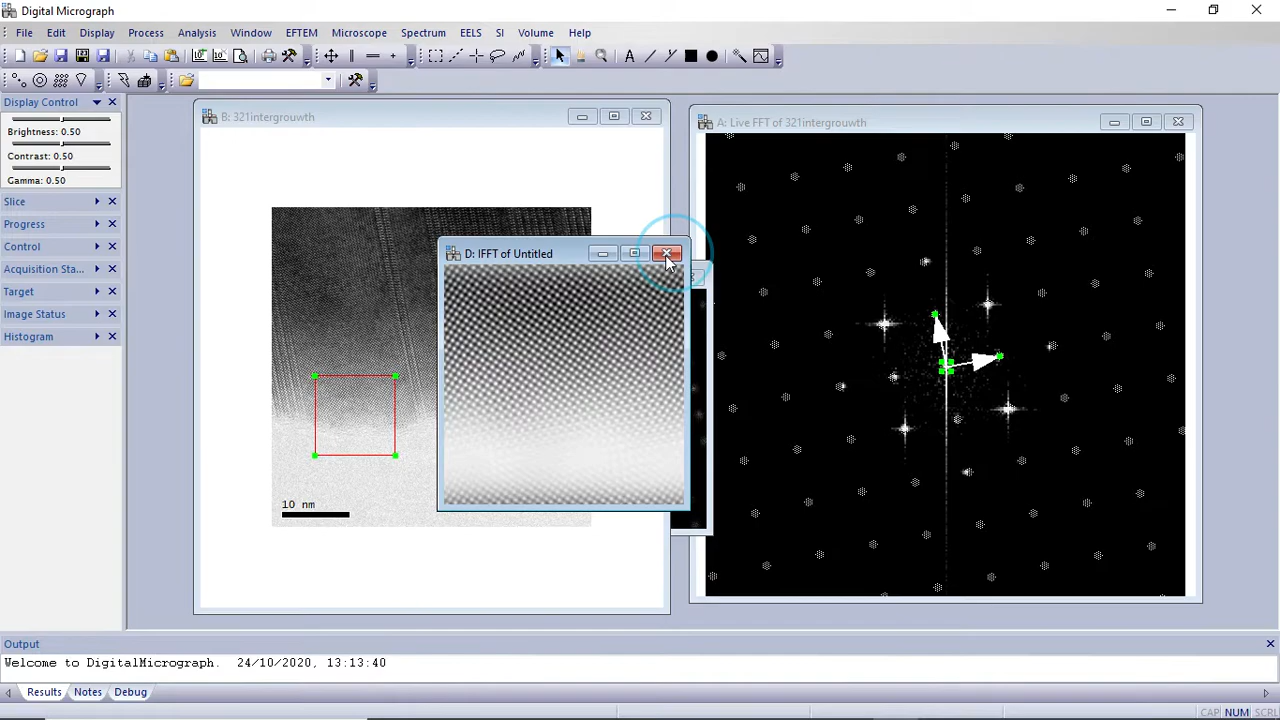 Digital Micrograph
File Edit Display Process Analysis Window EFTEM Microscope Spectrum EELS SI Volume Help
Display Control
Brightness: 0.50
Contrast: 0.50
Gamma: 0.50
Slice
Progress
Control
Acquisition Sta...
Target
Image Status
Histogram
B: 321intergrouwth
10 nm
D: IFFT of Untitled
A: Live FFT of 321intergrouwth
Output
Welcome to DigitalMicrograph. 24/10/2020, 13:13:40
Results Notes Debug
CAP NUM SCRL